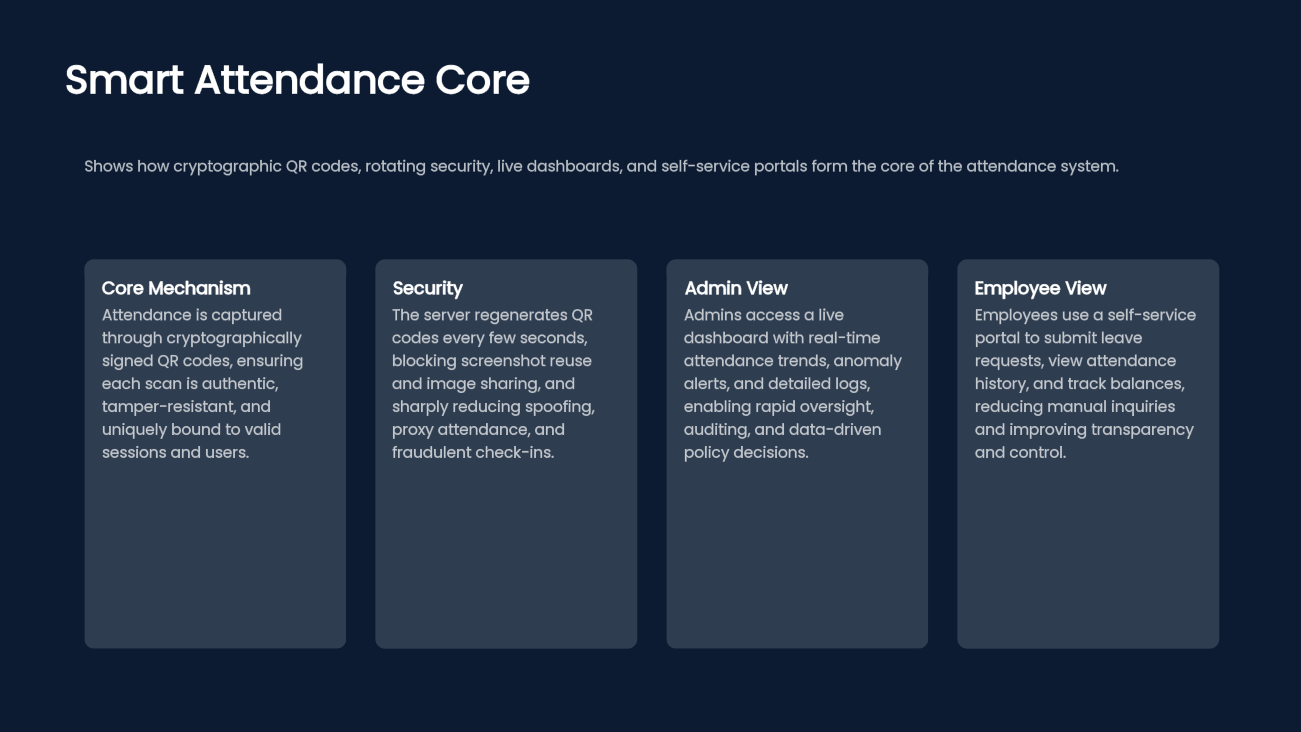 Smart Attendance Core
Shows how cryptographic QR codes, rotating security, live dashboards, and self-service portals form the core of the attendance system.
Core Mechanism
Attendance is captured
through cryptographically
signed QR codes, ensuring
each scan is authentic,
tamper-resistant, and
uniquely bound to valid
sessions and users.
Security
The server regenerates QR
codes every few seconds,
blocking screenshot reuse
and image sharing, and
sharply reducing spoofing,
proxy attendance, and
fraudulent check-ins.
Admin View
Admins access a live
dashboard with real-time
attendance trends, anomaly
alerts, and detailed logs,
enabling rapid oversight,
auditing, and data-driven
policy decisions.
Employee View
Employees use a self-service
portal to submit leave
requests, view attendance
history, and track balances,
reducing manual inquiries
and improving transparency
and control.